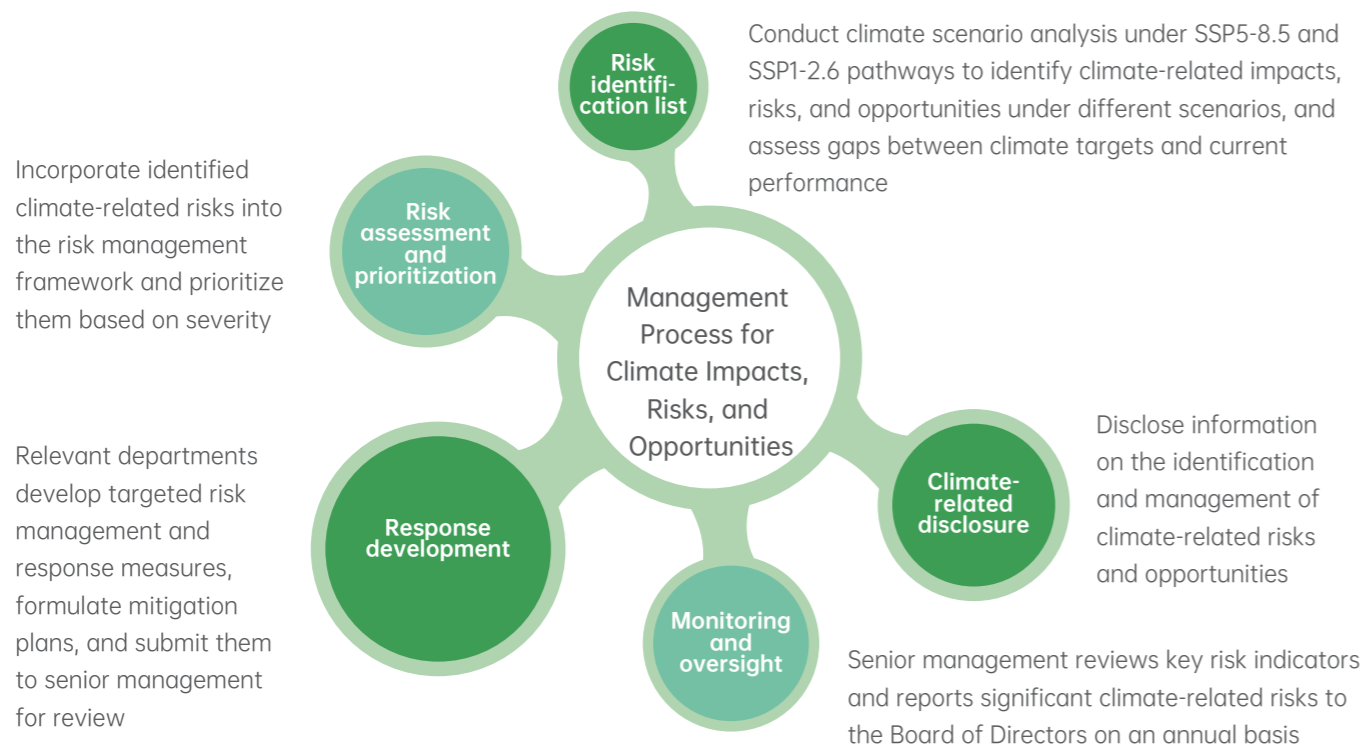 Risk
identifi-
cation list
Conduct climate scenario analysis under SSP5-8.5 and
SSP1-2.6 pathways to identify climate-related impacts,
risks, and opportunities under different scenarios, and
assess gaps between climate targets and current
performance
Risk
assessment
and
prioritization
Incorporate identified
climate-related risks into
the risk management
framework and prioritize
them based on severity
Management
Process for
Climate Impacts,
Risks, and
Opportunities
Response
development
Relevant departments
develop targeted risk
management and
response measures,
formulate mitigation
plans, and submit them
to senior management
for review
Monitoring
and
oversight
Senior management reviews key risk indicators
and reports significant climate-related risks to
the Board of Directors on an annual basis
Climate-
related
disclosure
Disclose information
on the identification
and management of
climate-related risks
and opportunities